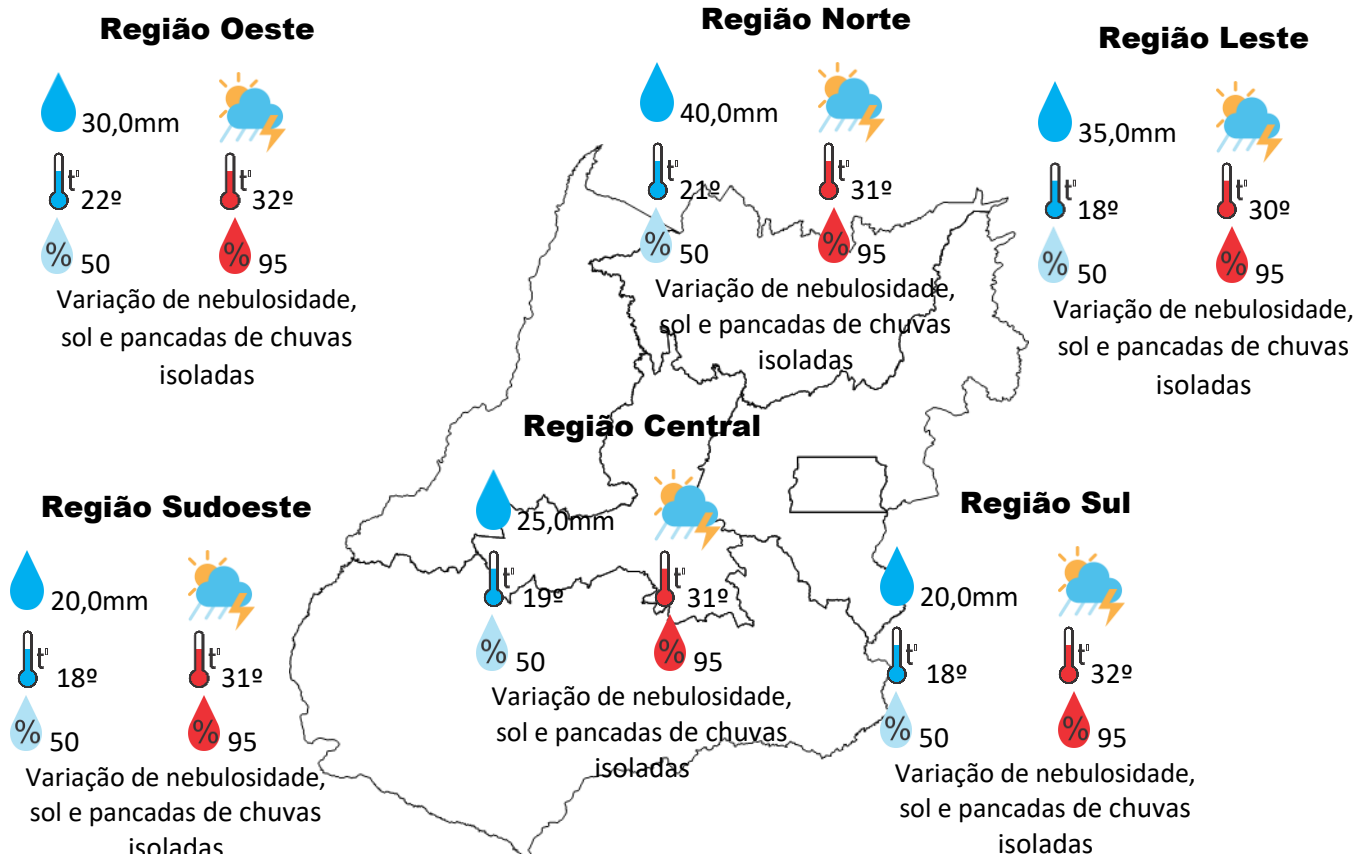 Região Oeste
30,0mm
t°
22º
t°
32º
% 50
% 95
Variação de nebulosidade,
sol e pancadas de chuvas
isoladas
Região Norte
40,0mm
t°
21º
t°
31º
% 50
% 95
Variação de nebulosidade,
sol e pancadas de chuvas
isoladas
Região Leste
35,0mm
t°
18º
t°
30º
% 50
% 95
Variação de nebulosidade,
sol e pancadas de chuvas
isoladas
Região Sudoeste
20,0mm
t°
18º
t°
31º
% 50
% 95
Variação de nebulosidade,
sol e pancadas de chuvas
isoladas
Região Central
25,0mm
t°
19º
t°
31º
% 50
% 95
Variação de nebulosidade,
sol e pancadas de chuvas
isoladas
Região Sul
20,0mm
t°
18º
t°
32º
% 50
% 95
Variação de nebulosidade,
sol e pancadas de chuvas
isoladas